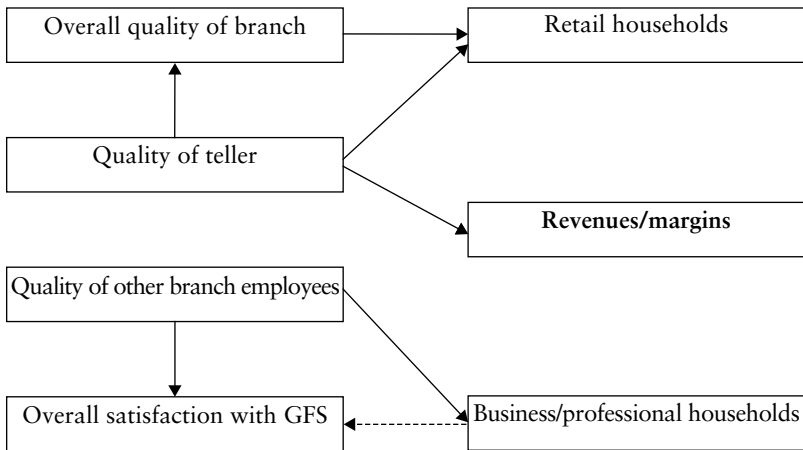 Overall quality of branch
Retail households
Quality of teller
Revenues/margins
Quality of other branch employees
Overall satisfaction with GFS
Business/professional households